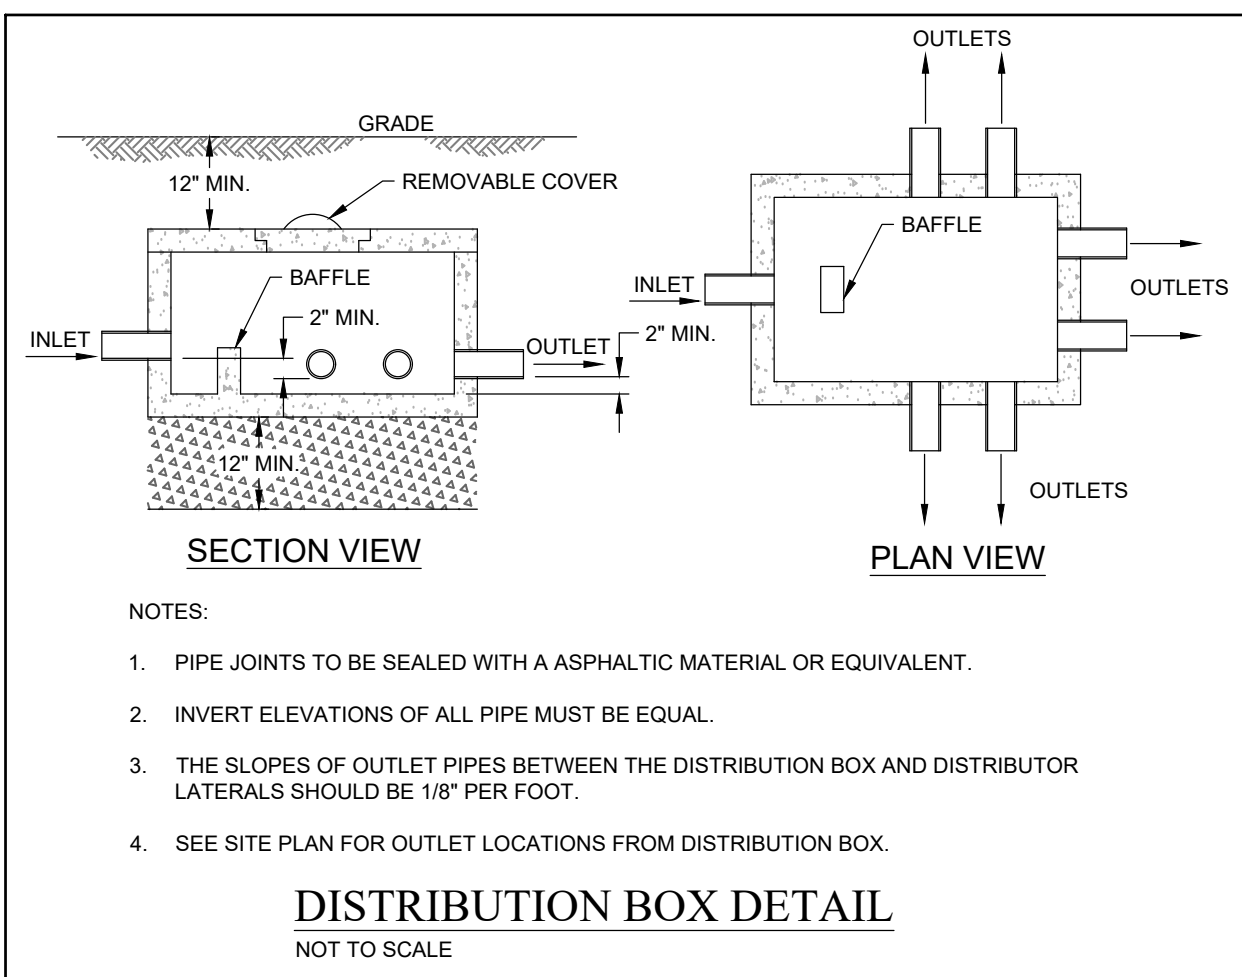 GRADE
12" MIN.
REMOVABLE COVER
BAFFLE
2" MIN.
INLET
OUTLET
2" MIN.
12" MIN.
SECTION VIEW
OUTLETS
BAFFLE
INLET
OUTLETS
OUTLETS
PLAN VIEW
NOTES:
1. PIPE JOINTS TO BE SEALED WITH A ASPHALTIC MATERIAL OR EQUIVALENT.
2. INVERT ELEVATIONS OF ALL PIPE MUST BE EQUAL.
3. THE SLOPES OF OUTLET PIPES BETWEEN THE DISTRIBUTION BOX AND DISTRIBUTOR
LATERALS SHOULD BE 1/8" PER FOOT.
4. SEE SITE PLAN FOR OUTLET LOCATIONS FROM DISTRIBUTION BOX.
DISTRIBUTION BOX DETAIL
NOT TO SCALE